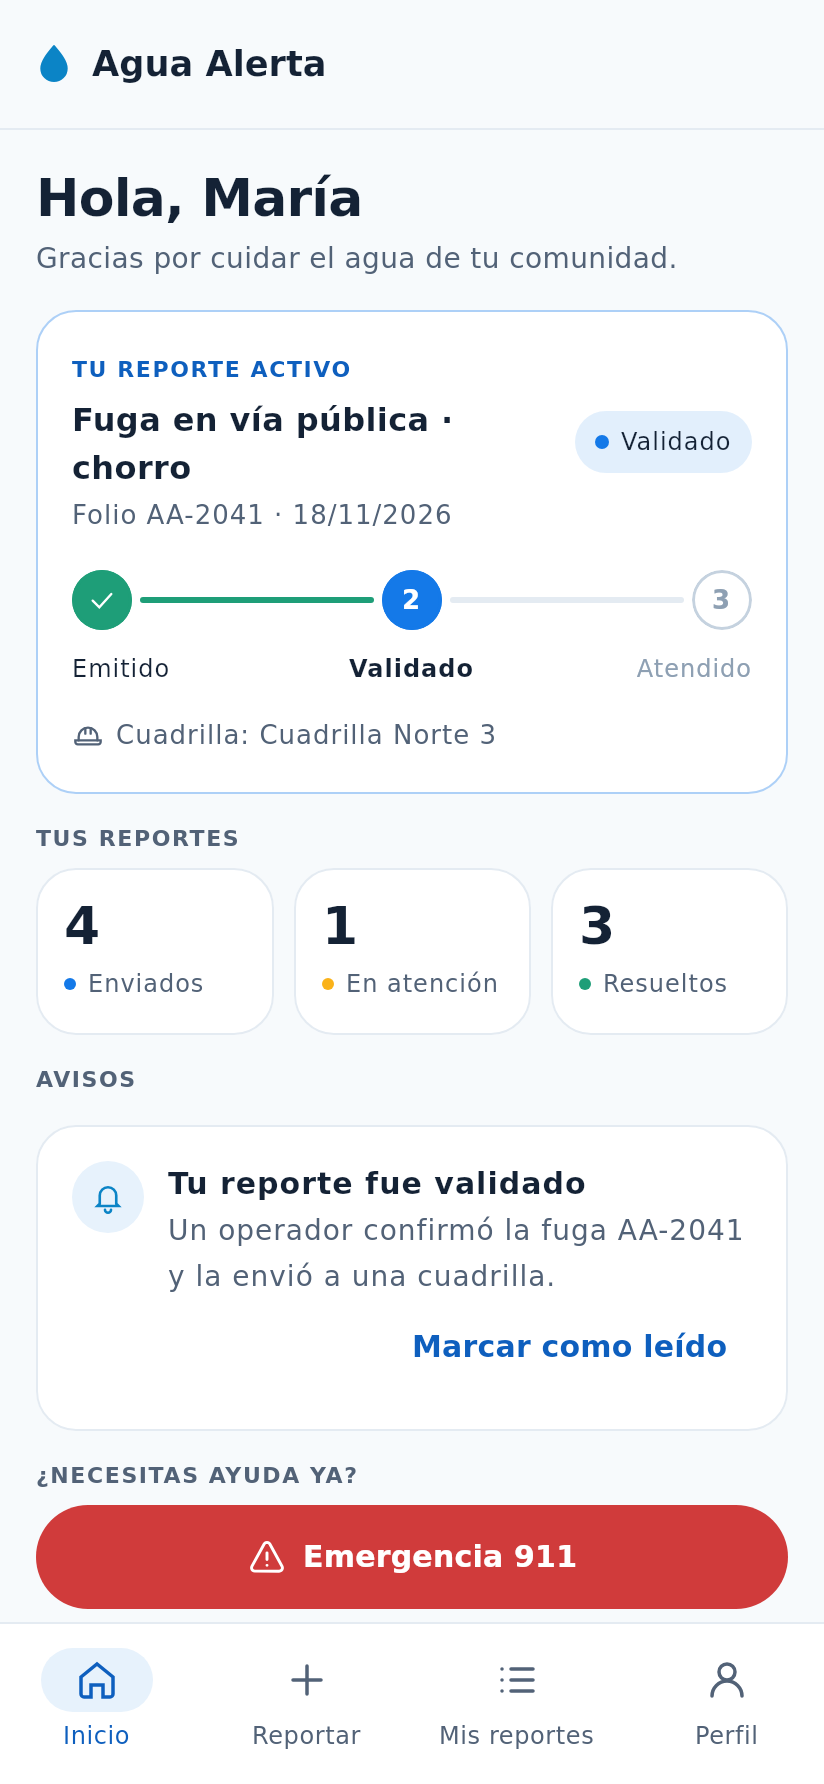 Agua Alerta
Hola, María
Gracias por cuidar el agua de tu comunidad.
TU REPORTE ACTIVO
Fuga en vía pública ·
chorro
Validado
Folio AA-2041 · 18/11/2026
2
3
Emitido
Validado
Atendido
Cuadrilla: Cuadrilla Norte 3
TUS REPORTES
4
Enviados
1
En atención
3
Resueltos
AVISOS
Tu reporte fue validado
Un operador confirmó la fuga AA-2041
y la envió a una cuadrilla.
Marcar como leído
¿NECESITAS AYUDA YA?
Emergencia 911
Inicio
Reportar
Mis reportes
Perfil